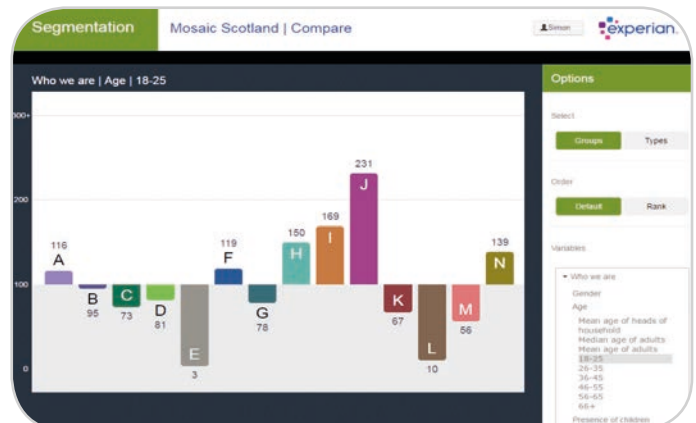 Segmentation
Mosaic Scotland | Compare
Simon
experian.
Who we are | Age | 18-25
Options
300+
200
100
0
116
A
B
95
C
73
D
81
E
3
119
F
G
78
150
H
169
I
231
J
K
67
L
10
M
56
139
N
Select
Groups Types
Order
Default Rank
Variables
Who we are
Gender
Age
Mean age of heads of
household
Median age of adults
Mean age of adults
18-25
26-35
36-45
46-55
56-65
66+
Presence of children